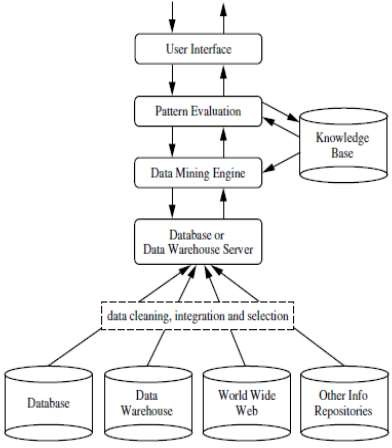 User Interface
Pattern Evaluation
Knowledge
Base
Data Mining Engine
Database or
Data Warehouse Server
data cleaning, integration and selection
Database
Data
Warehouse
World Wide
Web
Other Info
Repositories